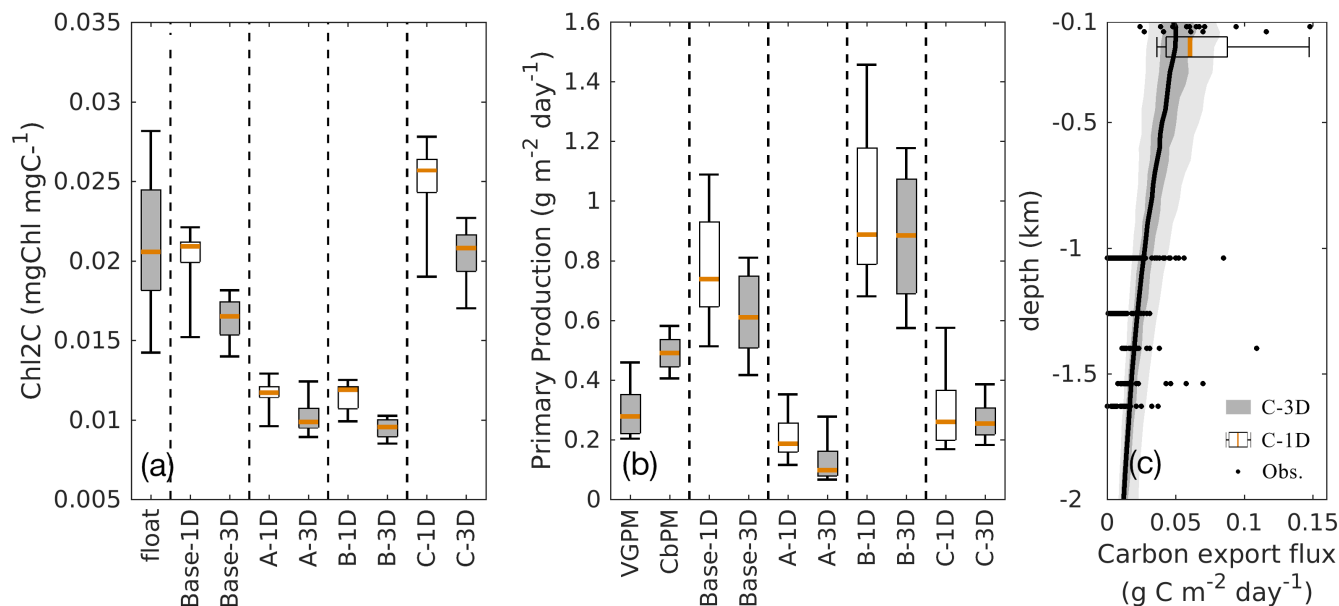 Chl2C (mgChl mgC-¹)
0.035
0.03
0.025
0.02
0.015
0.01
0.005
(a)
float
Base-1D
Base-3D
A-1D
A-3D
B-1D
B-3D
C-1D
C-3D
Primary Production (g m⁻² day⁻¹)
1.6
1.4
1.2
1
0.8
0.6
0.4
0.2
0
(b)
VGPM
CbPM
Base-1D
Base-3D
A-1D
A-3D
B-1D
B-3D
C-1D
C-3D
depth (km)
-0.1
-0.5
-1
-1.5
-2
C-3D
C-1D
Obs.
(c)
0
0.05
0.1
0.15
Carbon export flux
(g C m⁻² day⁻¹)